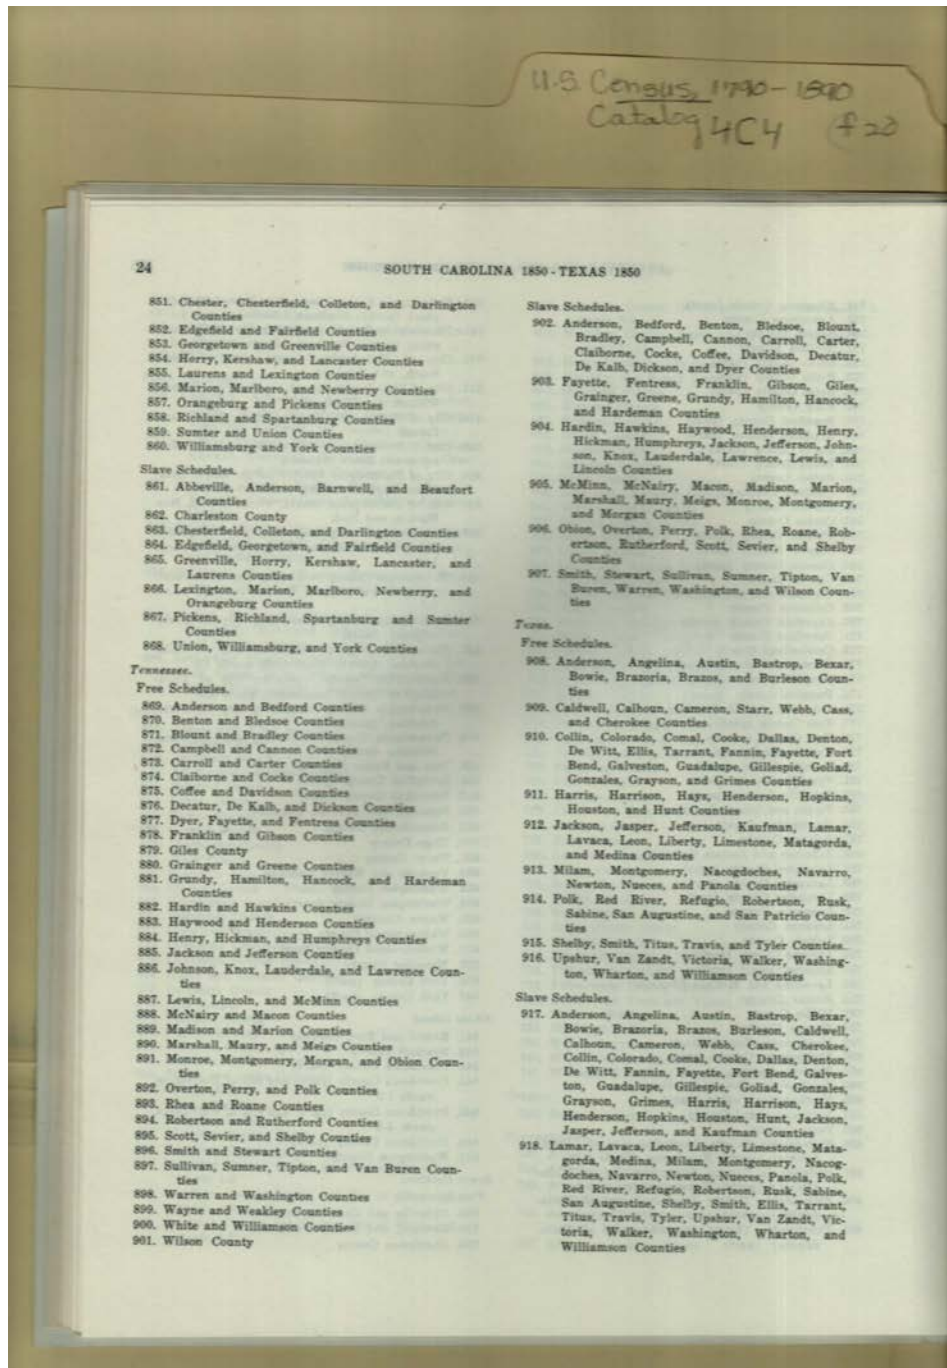 U.S. Census, 1790-1890
Catalog 4C4 (f20
24
SOUTH CAROLINA 1850 - TEXAS 1850
851. Chester, Chesterfield, Colleton, and Darlington
Counties
852. Edgefield and Fairfield Counties
853. Georgetown and Greenville Counties
854. Horry, Kershaw, and Lancaster Counties
855. Laurens and Lexington Counties
856. Marion, Marlboro, and Newberry Counties
857. Orangeburg and Pickens Counties
858. Richland and Spartanburg Counties
859. Sumter and Union Counties
860. Williamsburg and York Counties
Slave Schedules.
861. Abbeville, Anderson, Barnwell, and Beaufort
Counties
862. Charleston County
863. Chesterfield, Colleton, and Darlington Counties
864. Edgefield, Georgetown, and Fairfield Counties
865. Greenville, Horry, Kershaw, Lancaster, and
Laurens Counties
866. Lexington, Marion, Marlboro, Newberry, and
Orangeburg Counties
867. Pickens, Richland, Spartanburg and Sumter
Counties
868. Union, Williamsburg, and York Counties
Tennessee.
Free Schedules.
869. Anderson and Bedford Counties
870. Benton and Bledsoe Counties
871. Blount and Bradley Counties
872. Campbell and Cannon Counties
873. Carroll and Carter Counties
874. Claiborne and Cocke Counties
875. Coffee and Davidson Counties
876. Decatur, De Kalb, and Dickson Counties
877. Dyer, Fayette, and Fentress Counties
878. Franklin and Gibson Counties
879. Giles County
880. Grainger and Greene Counties
881. Grundy, Hamilton, Hancock, and Hardeman
Counties
882. Hardin and Hawkins Counties
883. Haywood and Henderson Counties
884. Henry, Hickman, and Humphreys Counties
885. Jackson and Jefferson Counties
886. Johnson, Knox, Lauderdale, and Lawrence Coun-
ties
887. Lewis, Lincoln, and McMinn Counties
888. McNairy and Macon Counties
889. Madison and Marion Counties
890. Marshall, Maury, and Meigs Counties
891. Monroe, Montgomery, Morgan, and Obion Coun-
ties
892. Overton, Perry, and Polk Counties
893. Rhea and Roane Counties
894. Robertson and Rutherford Counties
895. Scott, Sevier, and Shelby Counties
896. Smith and Stewart Counties
897. Sullivan, Sumner, Tipton, and Van Buren Coun-
ties
898. Warren and Washington Counties
899. Wayne and Weakley Counties
900. White and Williamson Counties
901. Wilson County
Slave Schedules.
902. Anderson, Bedford, Benton, Bledsoe, Blount,
Bradley, Campbell, Cannon, Carroll, Carter,
Claiborne, Cocke, Coffee, Davidson, Decatur,
De Kalb, Dickson, and Dyer Counties
903. Fayette, Fentress, Franklin, Gibson, Giles,
Grainger, Greene, Grundy, Hamilton, Hancock,
and Hardeman Counties
904. Hardin, Hawkins, Haywood, Henderson, Henry,
Hickman, Humphreys, Jackson, Jefferson, John-
son, Knox, Lauderdale, Lawrence, Lewis, and
Lincoln Counties
905. McMinn, McNairy, Macon, Madison, Marion,
Marshall, Maury, Meigs, Monroe, Montgomery,
and Morgan Counties
906. Obion, Overton, Perry, Polk, Rhea, Roane, Rob-
ertson, Rutherford, Scott, Sevier, and Shelby
Counties
907. Smith, Stewart, Sullivan, Sumner, Tipton, Van
Buren, Warren, Washington, and Wilson Coun-
ties
Texas.
Free Schedules.
908. Anderson, Angelina, Austin, Bastrop, Bexar,
Bowie, Brazoria, Brazos, and Burleson Coun-
ties
909. Caldwell, Calhoun, Cameron, Starr, Webb, Cass,
and Cherokee Counties
910. Collin, Colorado, Comal, Cooke, Dallas, Denton,
De Witt, Ellis, Tarrant, Fannin, Fayette, Fort
Bend, Galveston, Guadalupe, Gillespie, Goliad,
Gonzales, Grayson, and Grimes Counties
911. Harris, Harrison, Hays, Henderson, Hopkins,
Houston, and Hunt Counties
912. Jackson, Jasper, Jefferson, Kaufman, Lamar,
Lavaca, Leon, Liberty, Limestone, Matagorda,
and Medina Counties
913. Milam, Montgomery, Nacogdoches, Navarro,
Newton, Nueces, and Panola Counties
914. Polk, Red River, Refugio, Robertson, Rusk,
Sabine, San Augustine, and San Patricio Coun-
ties
915. Shelby, Smith, Titus, Travis, and Tyler Counties.
916. Upshur, Van Zandt, Victoria, Walker, Washing-
ton, Wharton, and Williamson Counties
Slave Schedules.
917. Anderson, Angelina, Austin, Bastrop, Bexar,
Bowie, Brazoria, Brazos, Burleson, Caldwell,
Calhoun, Cameron, Webb, Cass, Cherokee,
Collin, Colorado, Comal, Cooke, Dallas, Denton,
De Witt, Fannin, Fayette, Fort Bend, Galves-
ton, Guadalupe, Gillespie, Goliad, Gonzales,
Grayson, Grimes, Harris, Harrison, Hays,
Henderson, Hopkins, Houston, Hunt, Jackson,
Jasper, Jefferson, and Kaufman Counties
918. Lamar, Lavaca, Leon, Liberty, Limestone, Mata-
gorda, Medina, Milam, Montgomery, Nacog-
doches, Navarro, Newton, Nueces, Panola, Polk,
Red River, Refugio, Robertson, Rusk, Sabine,
San Augustine, Shelby, Smith, Ellis, Tarrant,
Titus, Travis, Tyler, Upshur, Van Zandt, Vic-
toria, Walker, Washington, Wharton, and
Williamson Counties